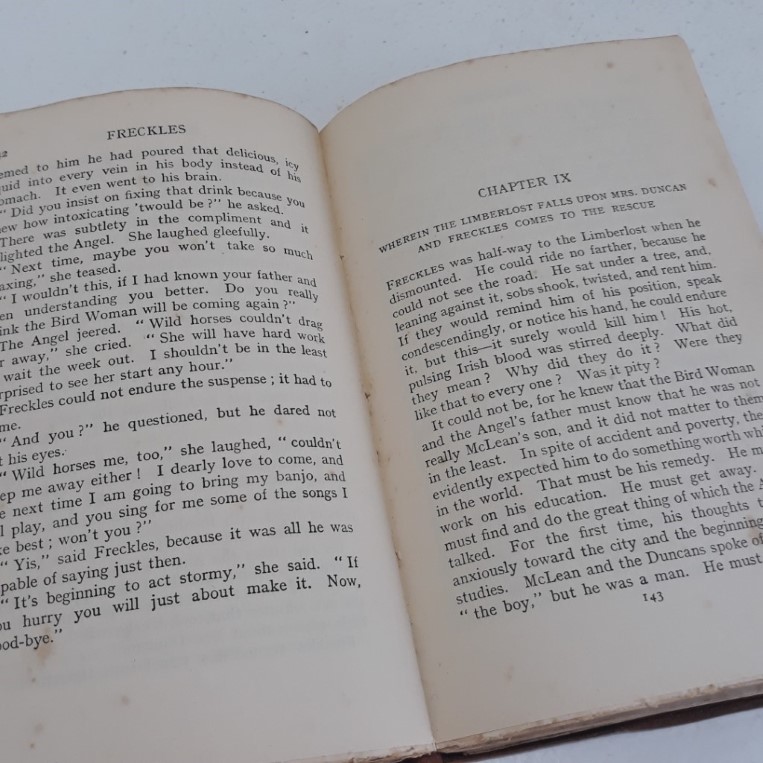 FRECKLES
emed to him he had poured that delicious, icy
quid into every vein in his body instead of his
omach. It even went to his brain.
" Did you insist on fixing that drink because you
ew how intoxicating 'twould be ?" he asked.
There was subtlety in the compliment and it
lighted the Angel. She laughed gleefully.
" Next time, maybe you won't take so much
axing," she teased.
" I wouldn't this, if I had known your father and
en understanding you better. Do you really
ink the Bird Woman will be coming again ?"
The Angel jeered. " Wild horses couldn't drag
r away," she cried. " She will have hard work
wait the week out. I shouldn't be in the least
rprised to see her start any hour."
Freckles could not endure the suspense ; it had to
me.
" And you ?" he questioned, but he dared not
t his eyes.
" Wild horses me, too," she laughed, " couldn't
ep me away either ! I dearly love to come, and
e next time I am going to bring my banjo, and
l play, and you sing for me some of the songs I
ke best ; won't you ?"
" Yis," said Freckles, because it was all he was
pable of saying just then.
" It's beginning to act stormy," she said. " If
ou hurry you will just about make it. Now,
ood-bye."
CHAPTER IX
WHEREIN THE LIMBERLOST FALLS UPON MRS. DUNCAN
AND FRECKLES COMES TO THE RESCUE
FRECKLES was half-way to the Limberlost when he
dismounted. He could ride no farther, because he
could not see the road. He sat under a tree, and,
leaning against it, sobs shook, twisted, and rent him.
If they would remind him of his position, speak
condescendingly, or notice his hand, he could endure
it, but this—it surely would kill him ! His hot,
pulsing Irish blood was stirred deeply. What did
they mean ? Why did they do it ? Were they
like that to every one ? Was it pity ?
It could not be, for he knew that the Bird Woman
and the Angel's father must know that he was not
really McLean's son, and it did not matter to them
in the least. In spite of accident and poverty, the
evidently expected him to do something worth whi
in the world. That must be his remedy. He m
work on his education. He must get away.
must find and do the great thing of which the A
talked. For the first time, his thoughts t
anxiously toward the city and the beginning
studies. McLean and the Duncans spoke of
" the boy," but he was a man. He must
143